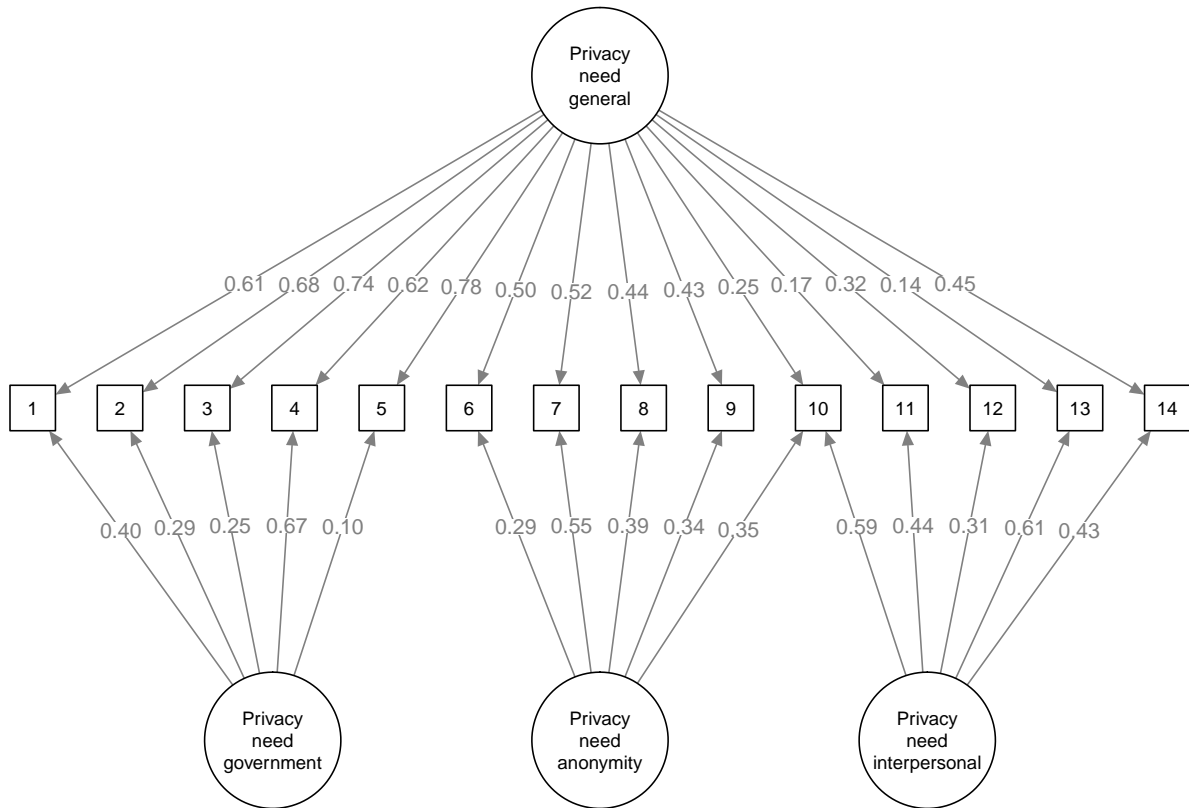 Privacy
need
general
0.61 0.68 0.74 0.62 0.78 0.50 0.52 0.44 0.43 0.25 0.17 0.32 0.14 0.45
1 2 3 4 5 6 7 8 9 10 11 12 13 14
0.40 0.29 0.25 0.67 0.10 0.29 0.55 0.39 0.34 0.35 0.59 0.44 0.31 0.61 0.43
Privacy
need
government
Privacy
need
anonymity
Privacy
need
interpersonal